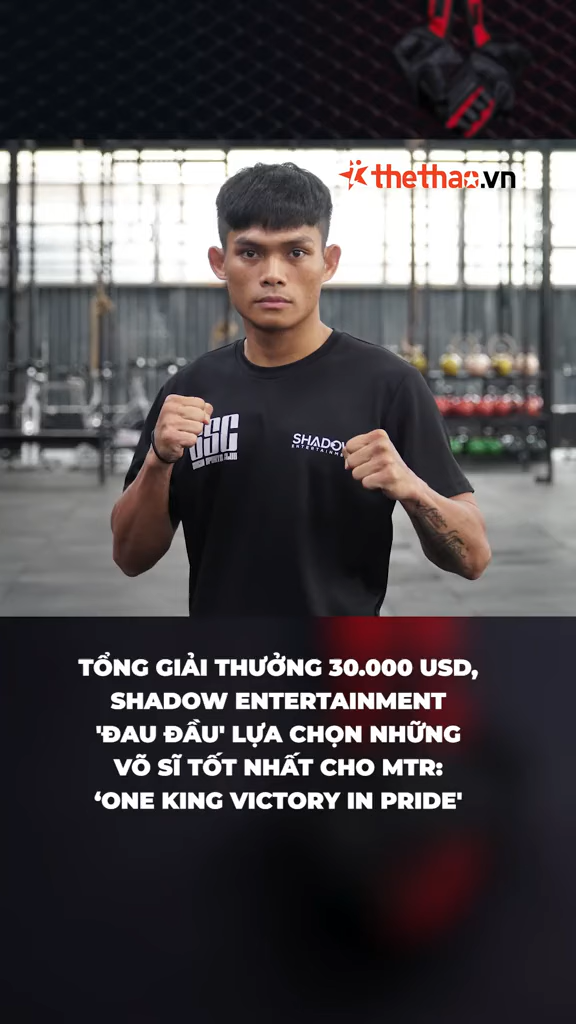 thethao.vn
SSC
SHADOW
ENTERTAINMENT
TỔNG GIẢI THƯỞNG 30.000 USD,
SHADOW ENTERTAINMENT
'ĐAU ĐẦU' LỰA CHỌN NHỮNG
VÕ SĨ TỐT NHẤT CHO MTR:
‘ONE KING VICTORY IN PRIDE'